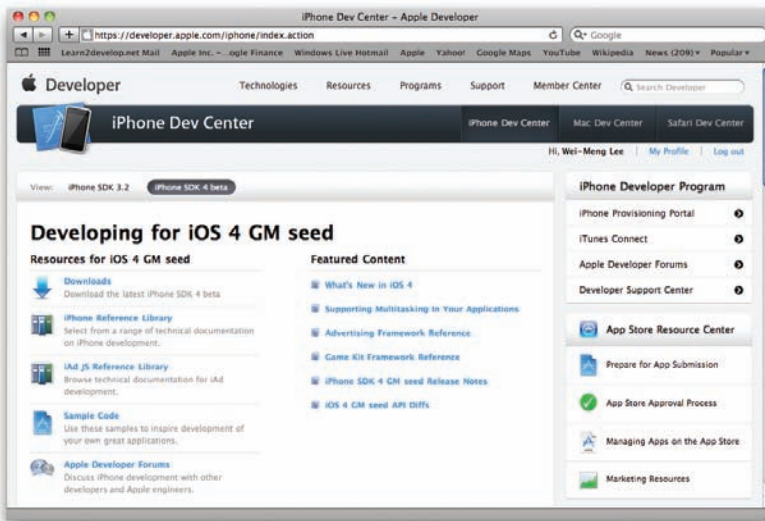 iPhone Dev Center – Apple Developer
https://developer.apple.com/iphone/index.action
Google
Learn2develop.net Mail Apple Inc. – ...ogle Finance Windows Live Hotmail Apple Yahoo! Google Maps YouTube Wikipedia News (209) Popular
Developer Technologies Resources Programs Support Member Center Search Developer
iPhone Dev Center iPhone Dev Center Mac Dev Center Safari Dev Center
Hi, Wei-Meng Lee My Profile Log out
View: iPhone SDK 3.2 iPhone SDK 4 beta
Developing for iOS 4 GM seed
Resources for iOS 4 GM seed
Downloads
Download the latest iPhone SDK 4 beta
iPhone Reference Library
Select from a range of technical documentation
on iPhone development.
iAd JS Reference Library
Browse technical documentation for iAd
development.
Sample Code
Use these samples to inspire development of
your own great applications.
Apple Developer Forums
Discuss iPhone development with other
developers and Apple engineers.
Featured Content
What's New in iOS 4
Supporting Multitasking In Your Applications
Advertising Framework Reference
Game Kit Framework Reference
iPhone SDK 4 GM seed Release Notes
iOS 4 GM seed API Diffs
iPhone Developer Program
iPhone Provisioning Portal
iTunes Connect
Apple Developer Forums
Developer Support Center
App Store Resource Center
Prepare for App Submission
App Store Approval Process
Managing Apps on the App Store
Marketing Resources